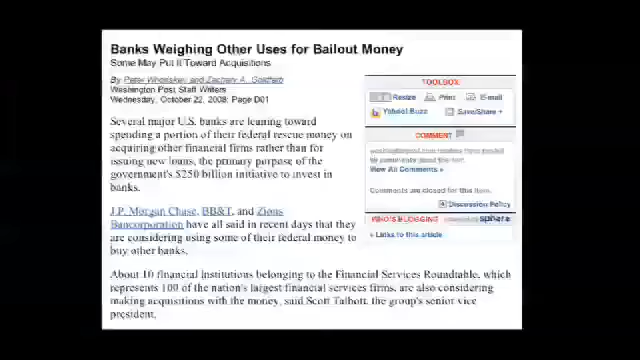 Banks Weighing Other Uses for Bailout Money
Some May Put It Toward Acquisitions
By Peter Whoriskey and Zachary A. Goldfarb
Washington Post Staff Writers
Wednesday, October 22, 2008; Page D01
Several major U.S. banks are leaning toward
spending a portion of their federal rescue money on
acquiring other financial firms rather than for
issuing new loans, the primary purpose of the
government's $250 billion initiative to invest in
banks.
J.P. Morgan Chase, BB&T, and Zions
Bancorporation have all said in recent days that they
are considering using some of their federal money to
buy other banks.
About 10 financial institutions belonging to the Financial Services Roundtable, which
represents 100 of the nation's largest financial services firms, are also considering
making acquisitions with the money, said Scott Talbott, the group's senior vice
president.
TOOLBOX
Resize Print E-mail
Yahoo! Buzz Save/Share +
COMMENT
View All Comments »
Comments are closed for this item.
Discussion Policy
WHO'S BLOGGING sphere
» Links to this article